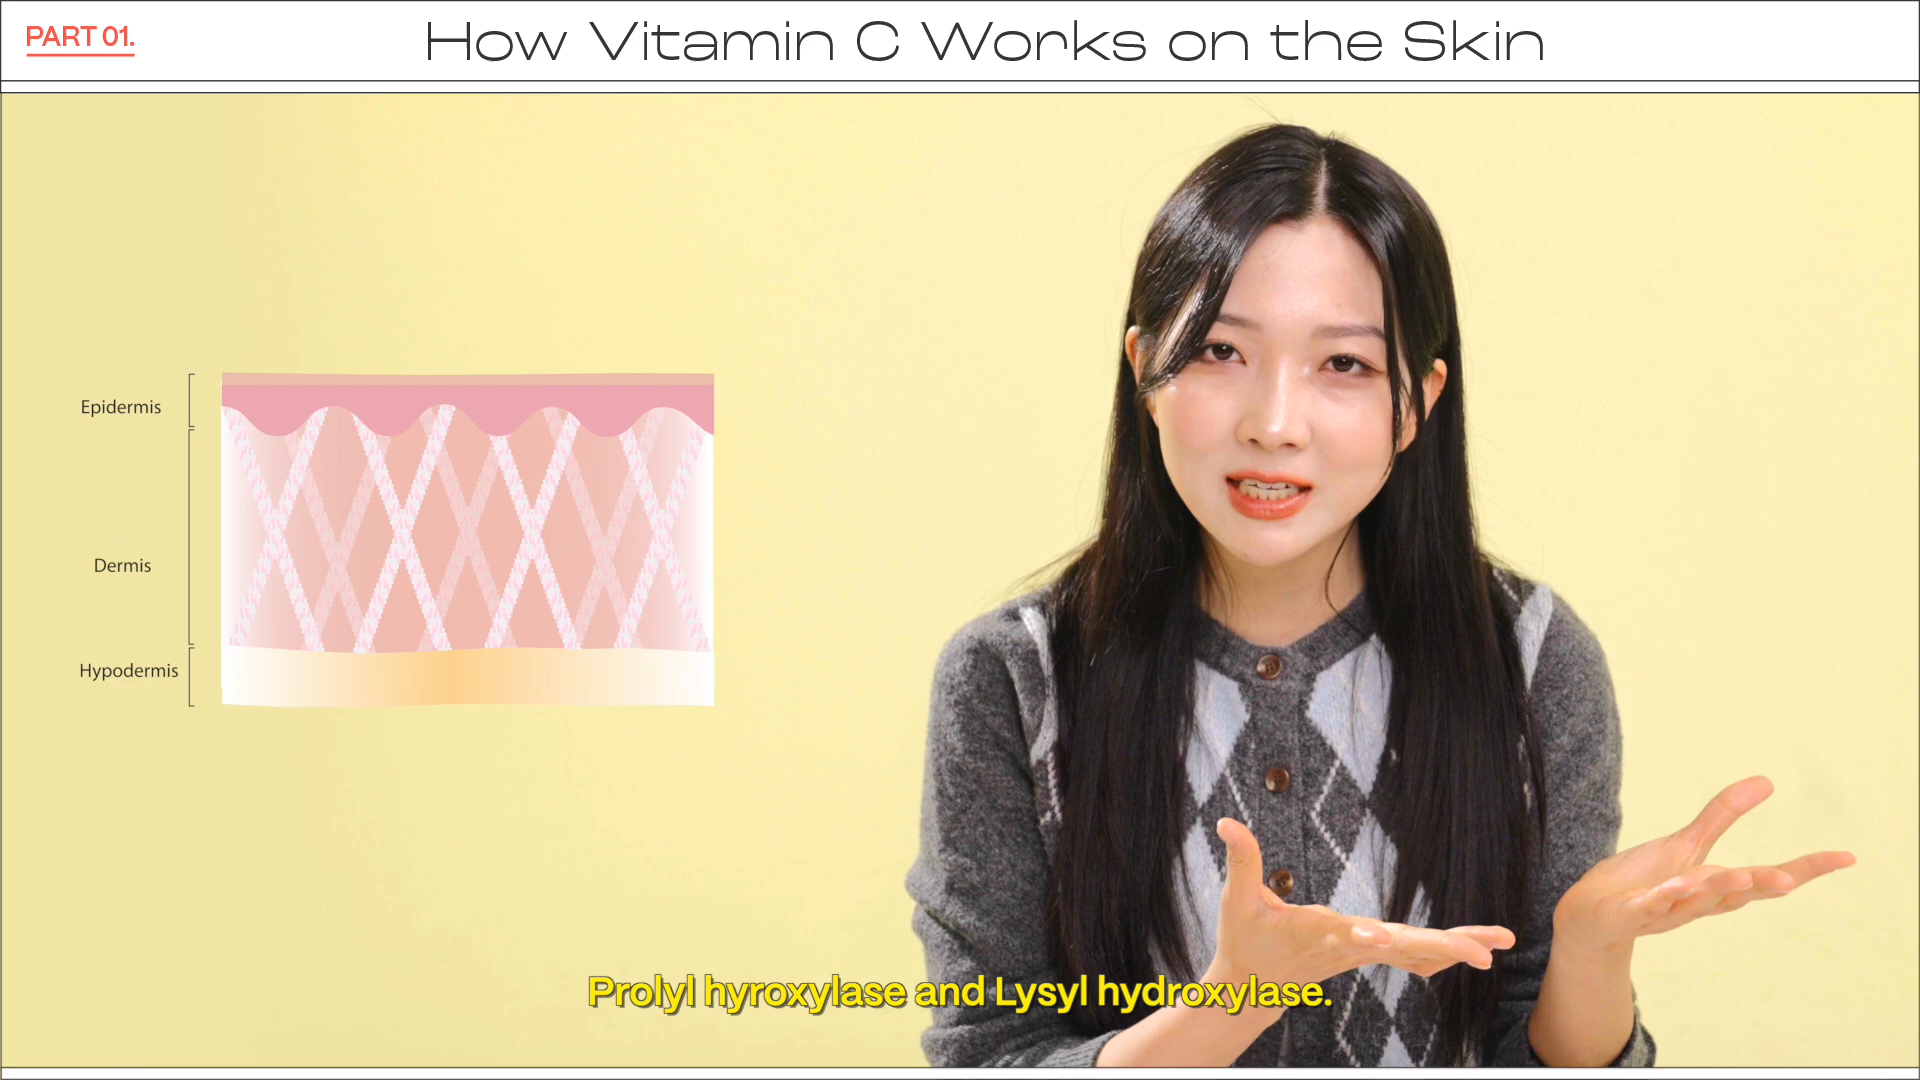 PART 01.
How Vitamin C Works on the Skin
Epidermis
Dermis
Hypodermis
Prolyl hyroxylase and Lysyl hydroxylase.